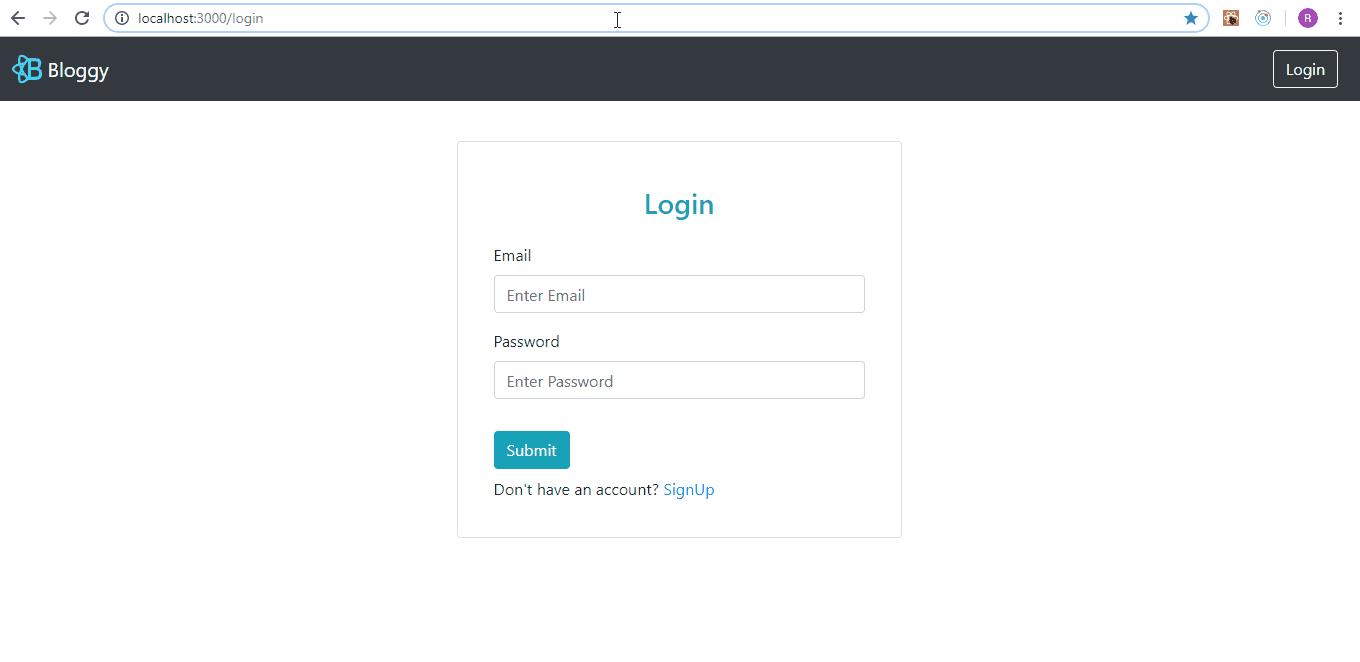 localhost:3000/login
R
B Bloggy
Login
Login
Email
Enter Email
Password
Enter Password
Submit
Don't have an account? SignUp